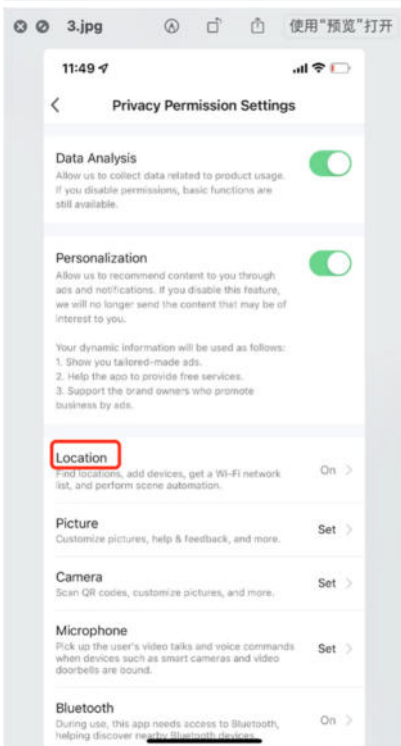 3.jpg
使用"预览"打开
11:49
Privacy Permission Settings
Data Analysis
Allow us to collect data related to product usage.
If you disable permissions, basic functions are
still available.
Personalization
Allow us to recommend content to you through
ads and notifications. If you disable this feature,
we will no longer send the content that may be of
interest to you.
Your dynamic information will be used as follows:
1. Show you tailored-made ads.
2. Help the app to provide free services.
3. Support the brand owners who promote
business by ads.
Location
Find locations, add devices, get a Wi-Fi network
list, and perform scene automation.
On
Picture
Customize pictures, help & feedback, and more.
Set
Camera
Scan QR codes, customize pictures, and more.
Set
Microphone
Pick up the user's video talks and voice commands
when devices such as smart cameras and video
doorbells are bound.
Set
Bluetooth
During use, this app needs access to Bluetooth,
helping discover nearby Bluetooth devices.
On